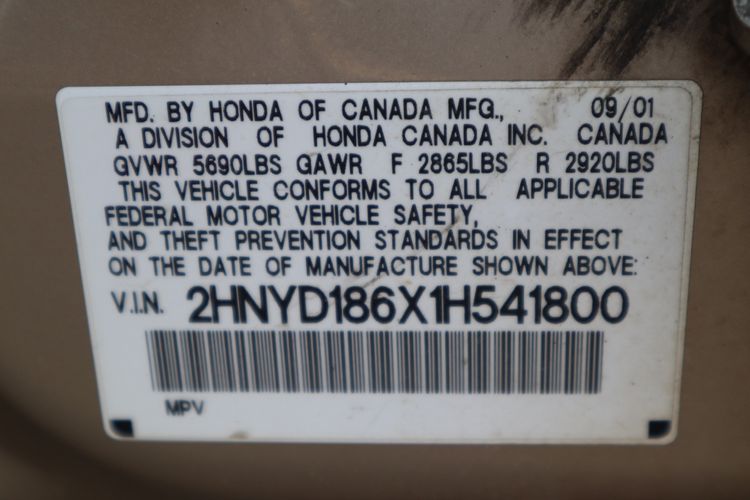 MFD. BY HONDA OF CANADA MFG., 09/01
A DIVISION OF HONDA CANADA INC. CANADA
GVWR 5690LBS GAWR F 2865LBS R 2920LBS
THIS VEHICLE CONFORMS TO ALL APPLICABLE
FEDERAL MOTOR VEHICLE SAFETY,
AND THEFT PREVENTION STANDARDS IN EFFECT
ON THE DATE OF MANUFACTURE SHOWN ABOVE:
V.I.N. 2HNYD186X1H541800
MPV